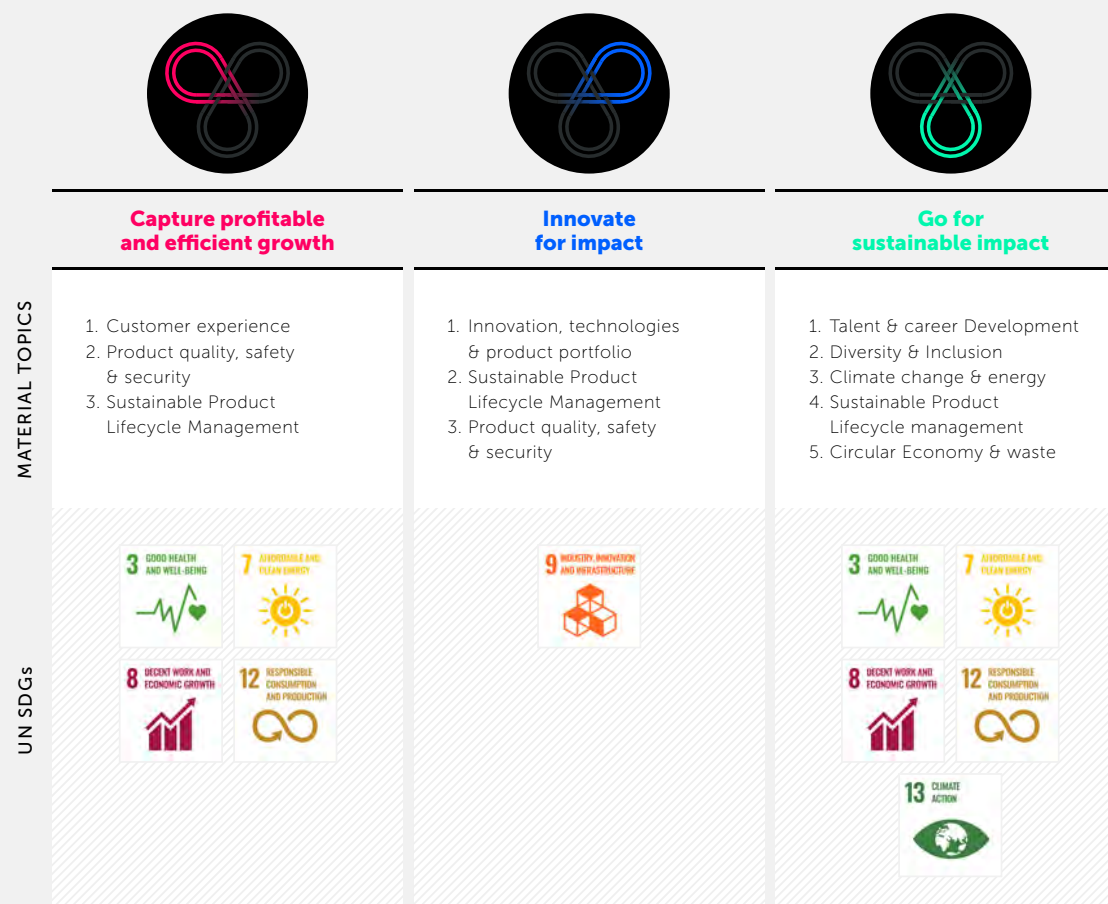 Capture profitable
and efficient growth
Innovate
for impact
Go for
sustainable impact
MATERIAL TOPICS
1. Customer experience
2. Product quality, safety
& security
3. Sustainable Product
Lifecycle Management
1. Innovation, technologies
& product portfolio
2. Sustainable Product
Lifecycle Management
3. Product quality, safety
& security
1. Talent & career Development
2. Diversity & Inclusion
3. Climate change & energy
4. Sustainable Product
Lifecycle management
5. Circular Economy & waste
UN SDGs
3 GOOD HEALTH
AND WELL-BEING
7 AFFORDABLE AND
CLEAN ENERGY
8 DECENT WORK AND
ECONOMIC GROWTH
12 RESPONSIBLE
CONSUMPTION
AND PRODUCTION
9 INDUSTRY, INNOVATION
AND INFRASTRUCTURE
3 GOOD HEALTH
AND WELL-BEING
7 AFFORDABLE AND
CLEAN ENERGY
8 DECENT WORK AND
ECONOMIC GROWTH
12 RESPONSIBLE
CONSUMPTION
AND PRODUCTION
13 CLIMATE
ACTION